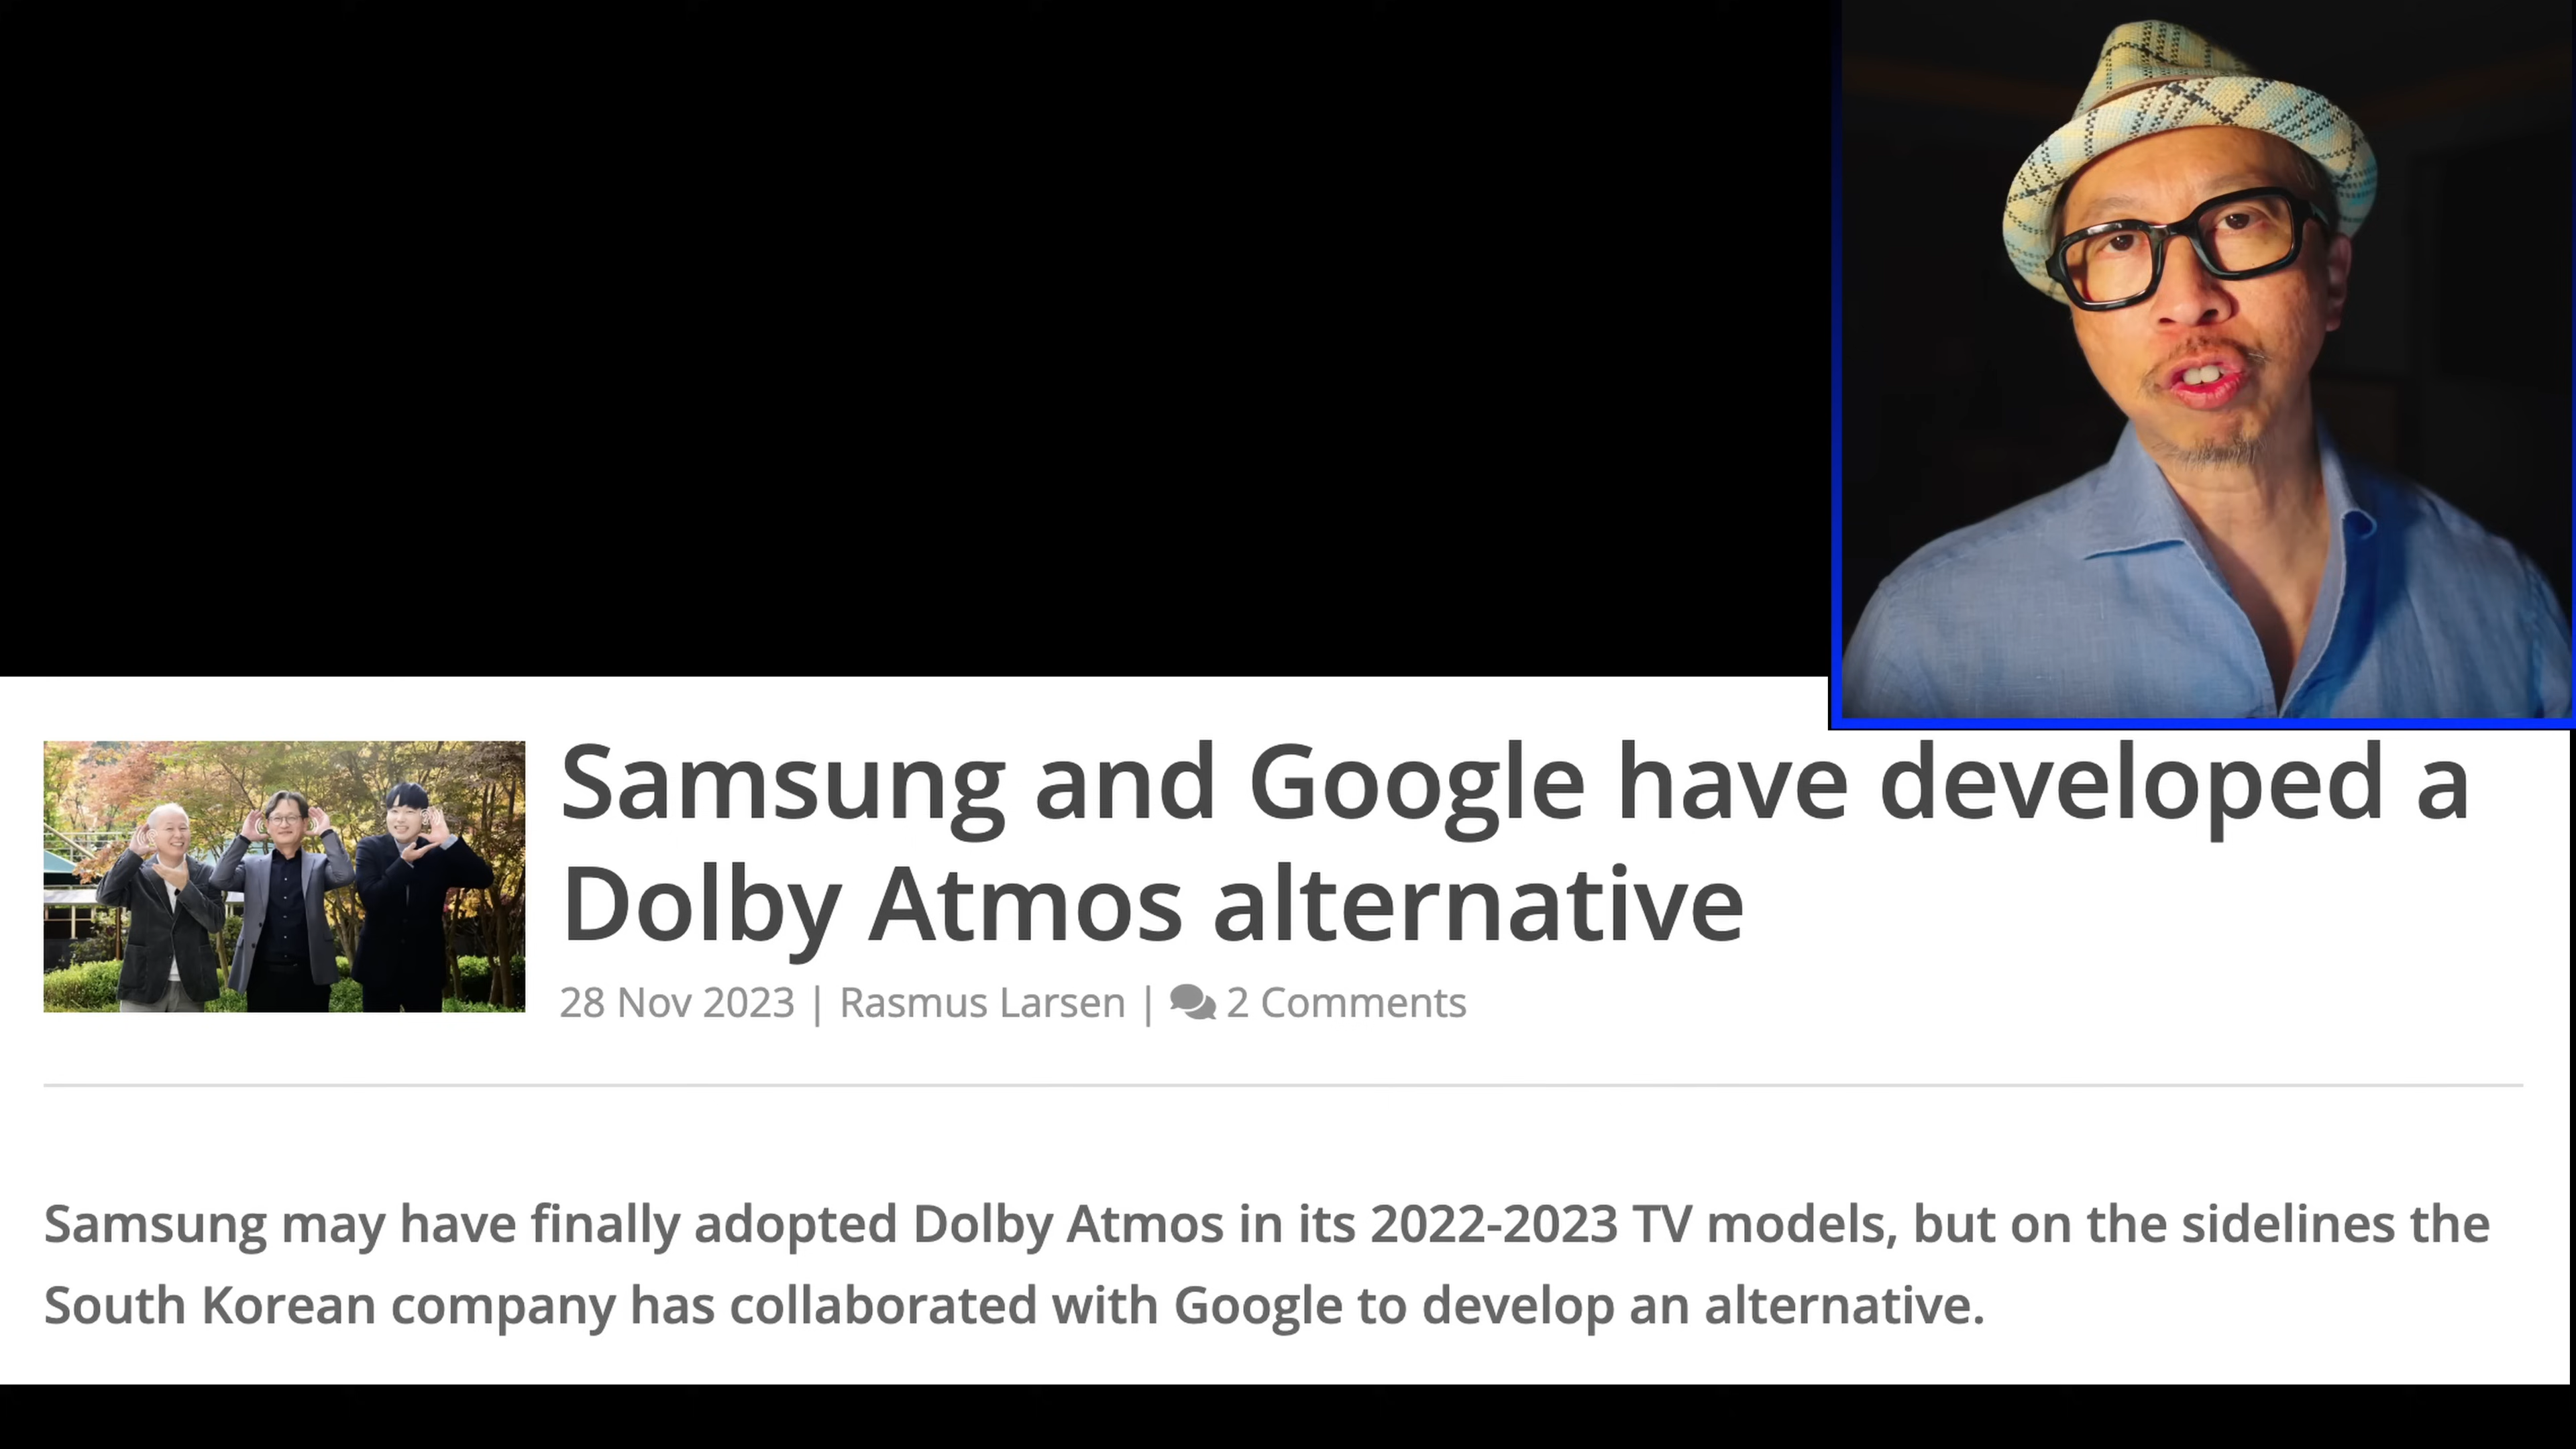 Samsung and Google have developed a
Dolby Atmos alternative
28 Nov 2023 | Rasmus Larsen | 2 Comments
Samsung may have finally adopted Dolby Atmos in its 2022-2023 TV models, but on the sidelines the
South Korean company has collaborated with Google to develop an alternative.